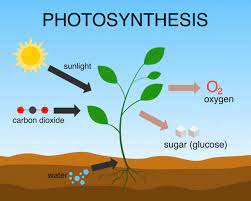 PHOTOSYNTHESIS
sunlight
O₂
oxygen
carbon dioxide
sugar (glucose)
water